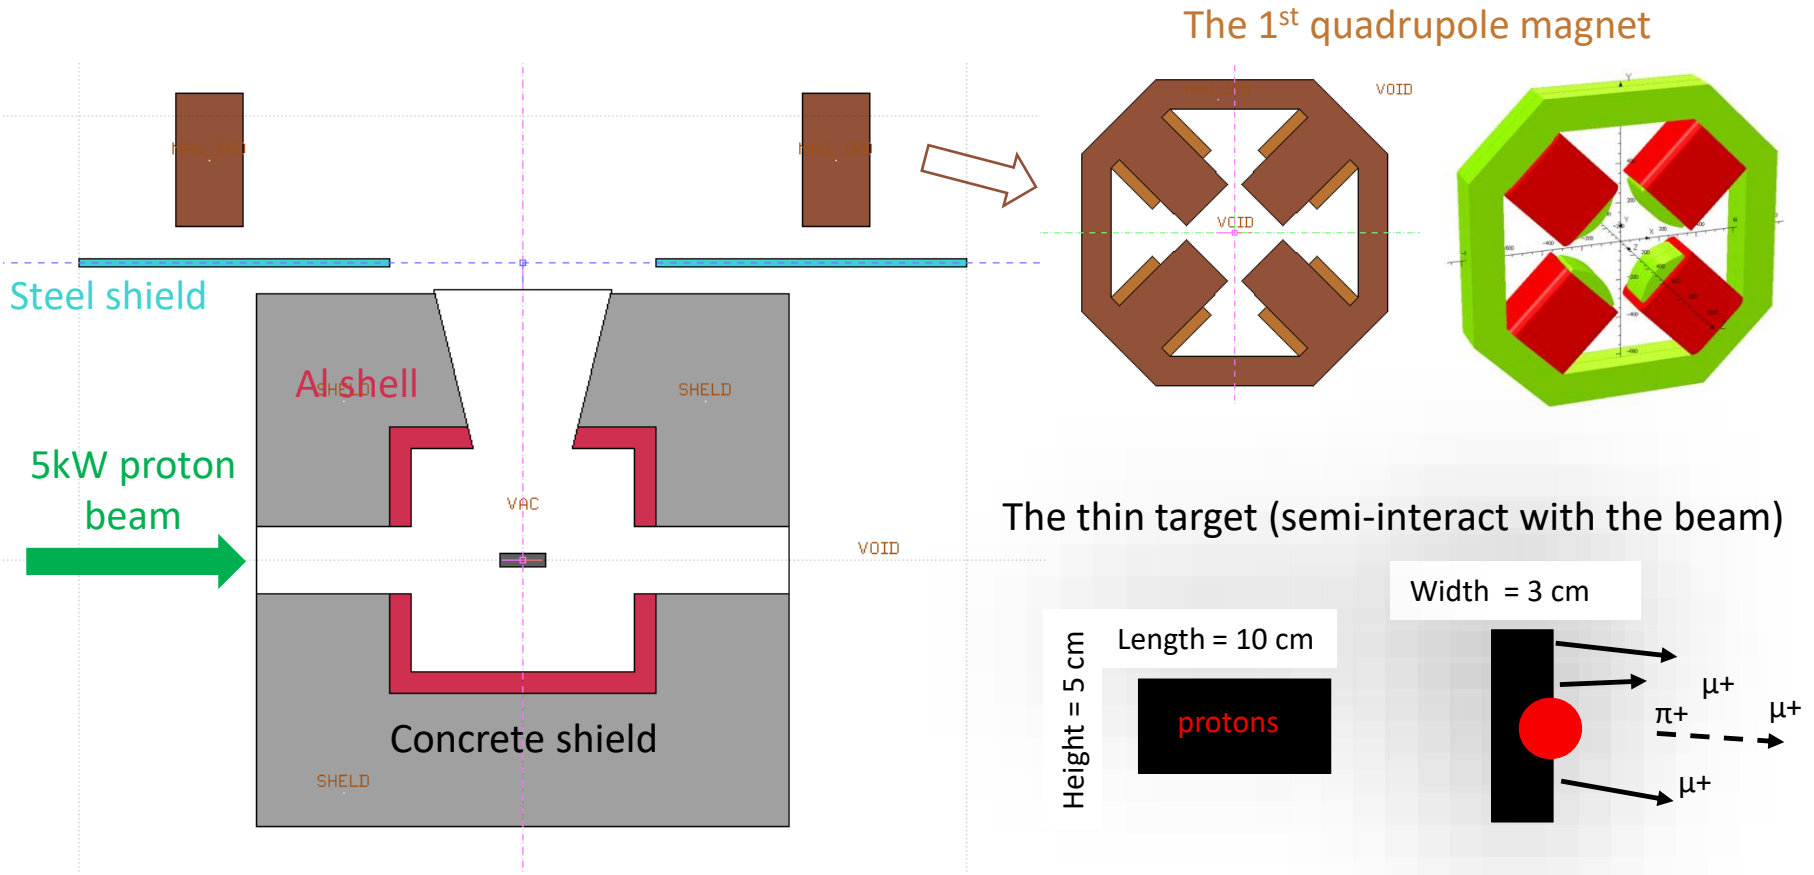 The 1st quadrupole magnet
VOID
VOID
Steel shield
Al shell
SHELD
SHELD
5kW proton
beam
VAC
VOID
Concrete shield
SHELD
The thin target (semi-interact with the beam)
Width = 3 cm
Length = 10 cm
Height = 5 cm
protons
μ+
π+
μ+
μ+